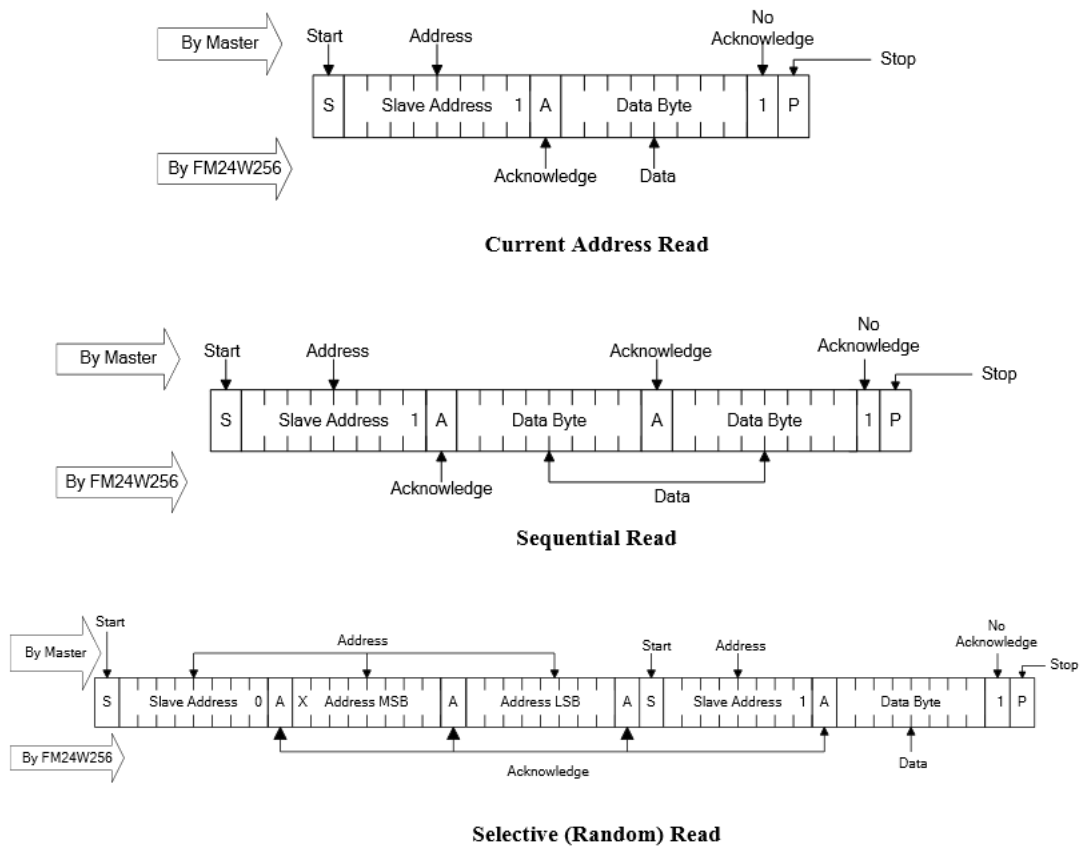 By Master
Start
Address
No
Acknowledge
Stop
S
Slave Address 1
A
Data Byte
1
P
By FM24W256
Acknowledge
Data
Current Address Read
By Master
Start
Address
Acknowledge
No
Acknowledge
Stop
S
Slave Address 1
A
Data Byte
A
Data Byte
1
P
By FM24W256
Acknowledge
Data
Sequential Read
Start
By Master
Address
Start
Address
No
Acknowledge
Stop
S
Slave Address 0
A
X
Address MSB
A
Address LSB
A
S
Slave Address 1
A
Data Byte
1
P
By FM24W256
Acknowledge
Data
Selective (Random) Read